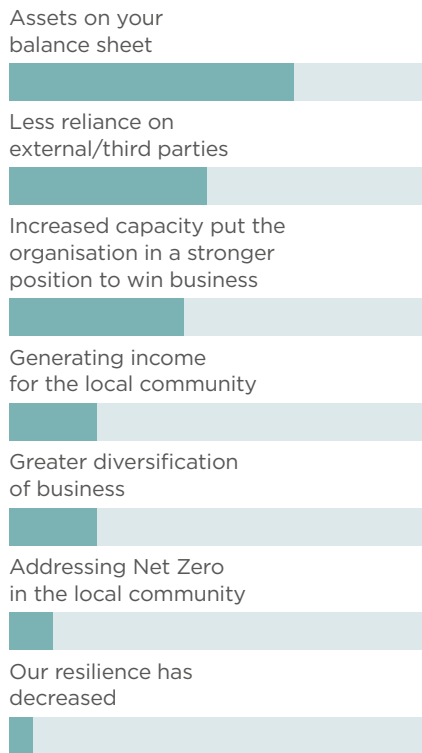 Assets on your
balance sheet
Less reliance on
external/third parties
Increased capacity put the
organisation in a stronger
position to win business
Generating income
for the local community
Greater diversification
of business
Addressing Net Zero
in the local community
Our resilience has
decreased